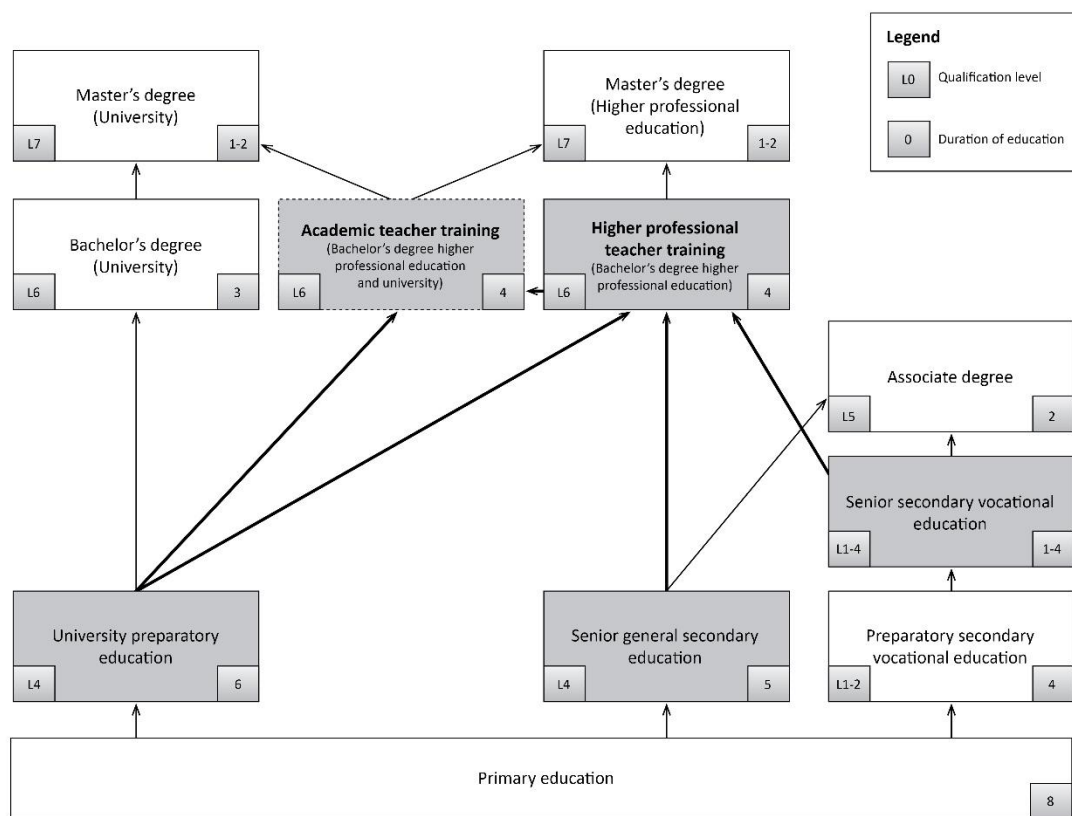 Legend
L0 Qualification level
0 Duration of education
Master's degree
(University)
L7
1-2
Master's degree
(Higher professional
education)
L7
1-2
Bachelor's degree
(University)
L6
3
Academic teacher training
(Bachelor's degree higher
professional education
and university)
L6
4
Higher professional
teacher training
(Bachelor's degree higher
professional education)
L6
4
Associate degree
L5
2
Senior secondary vocational
education
L1-4
1-4
University preparatory
education
L4
6
Senior general secondary
education
L4
5
Preparatory secondary
vocational education
L1-2
4
Primary education
8